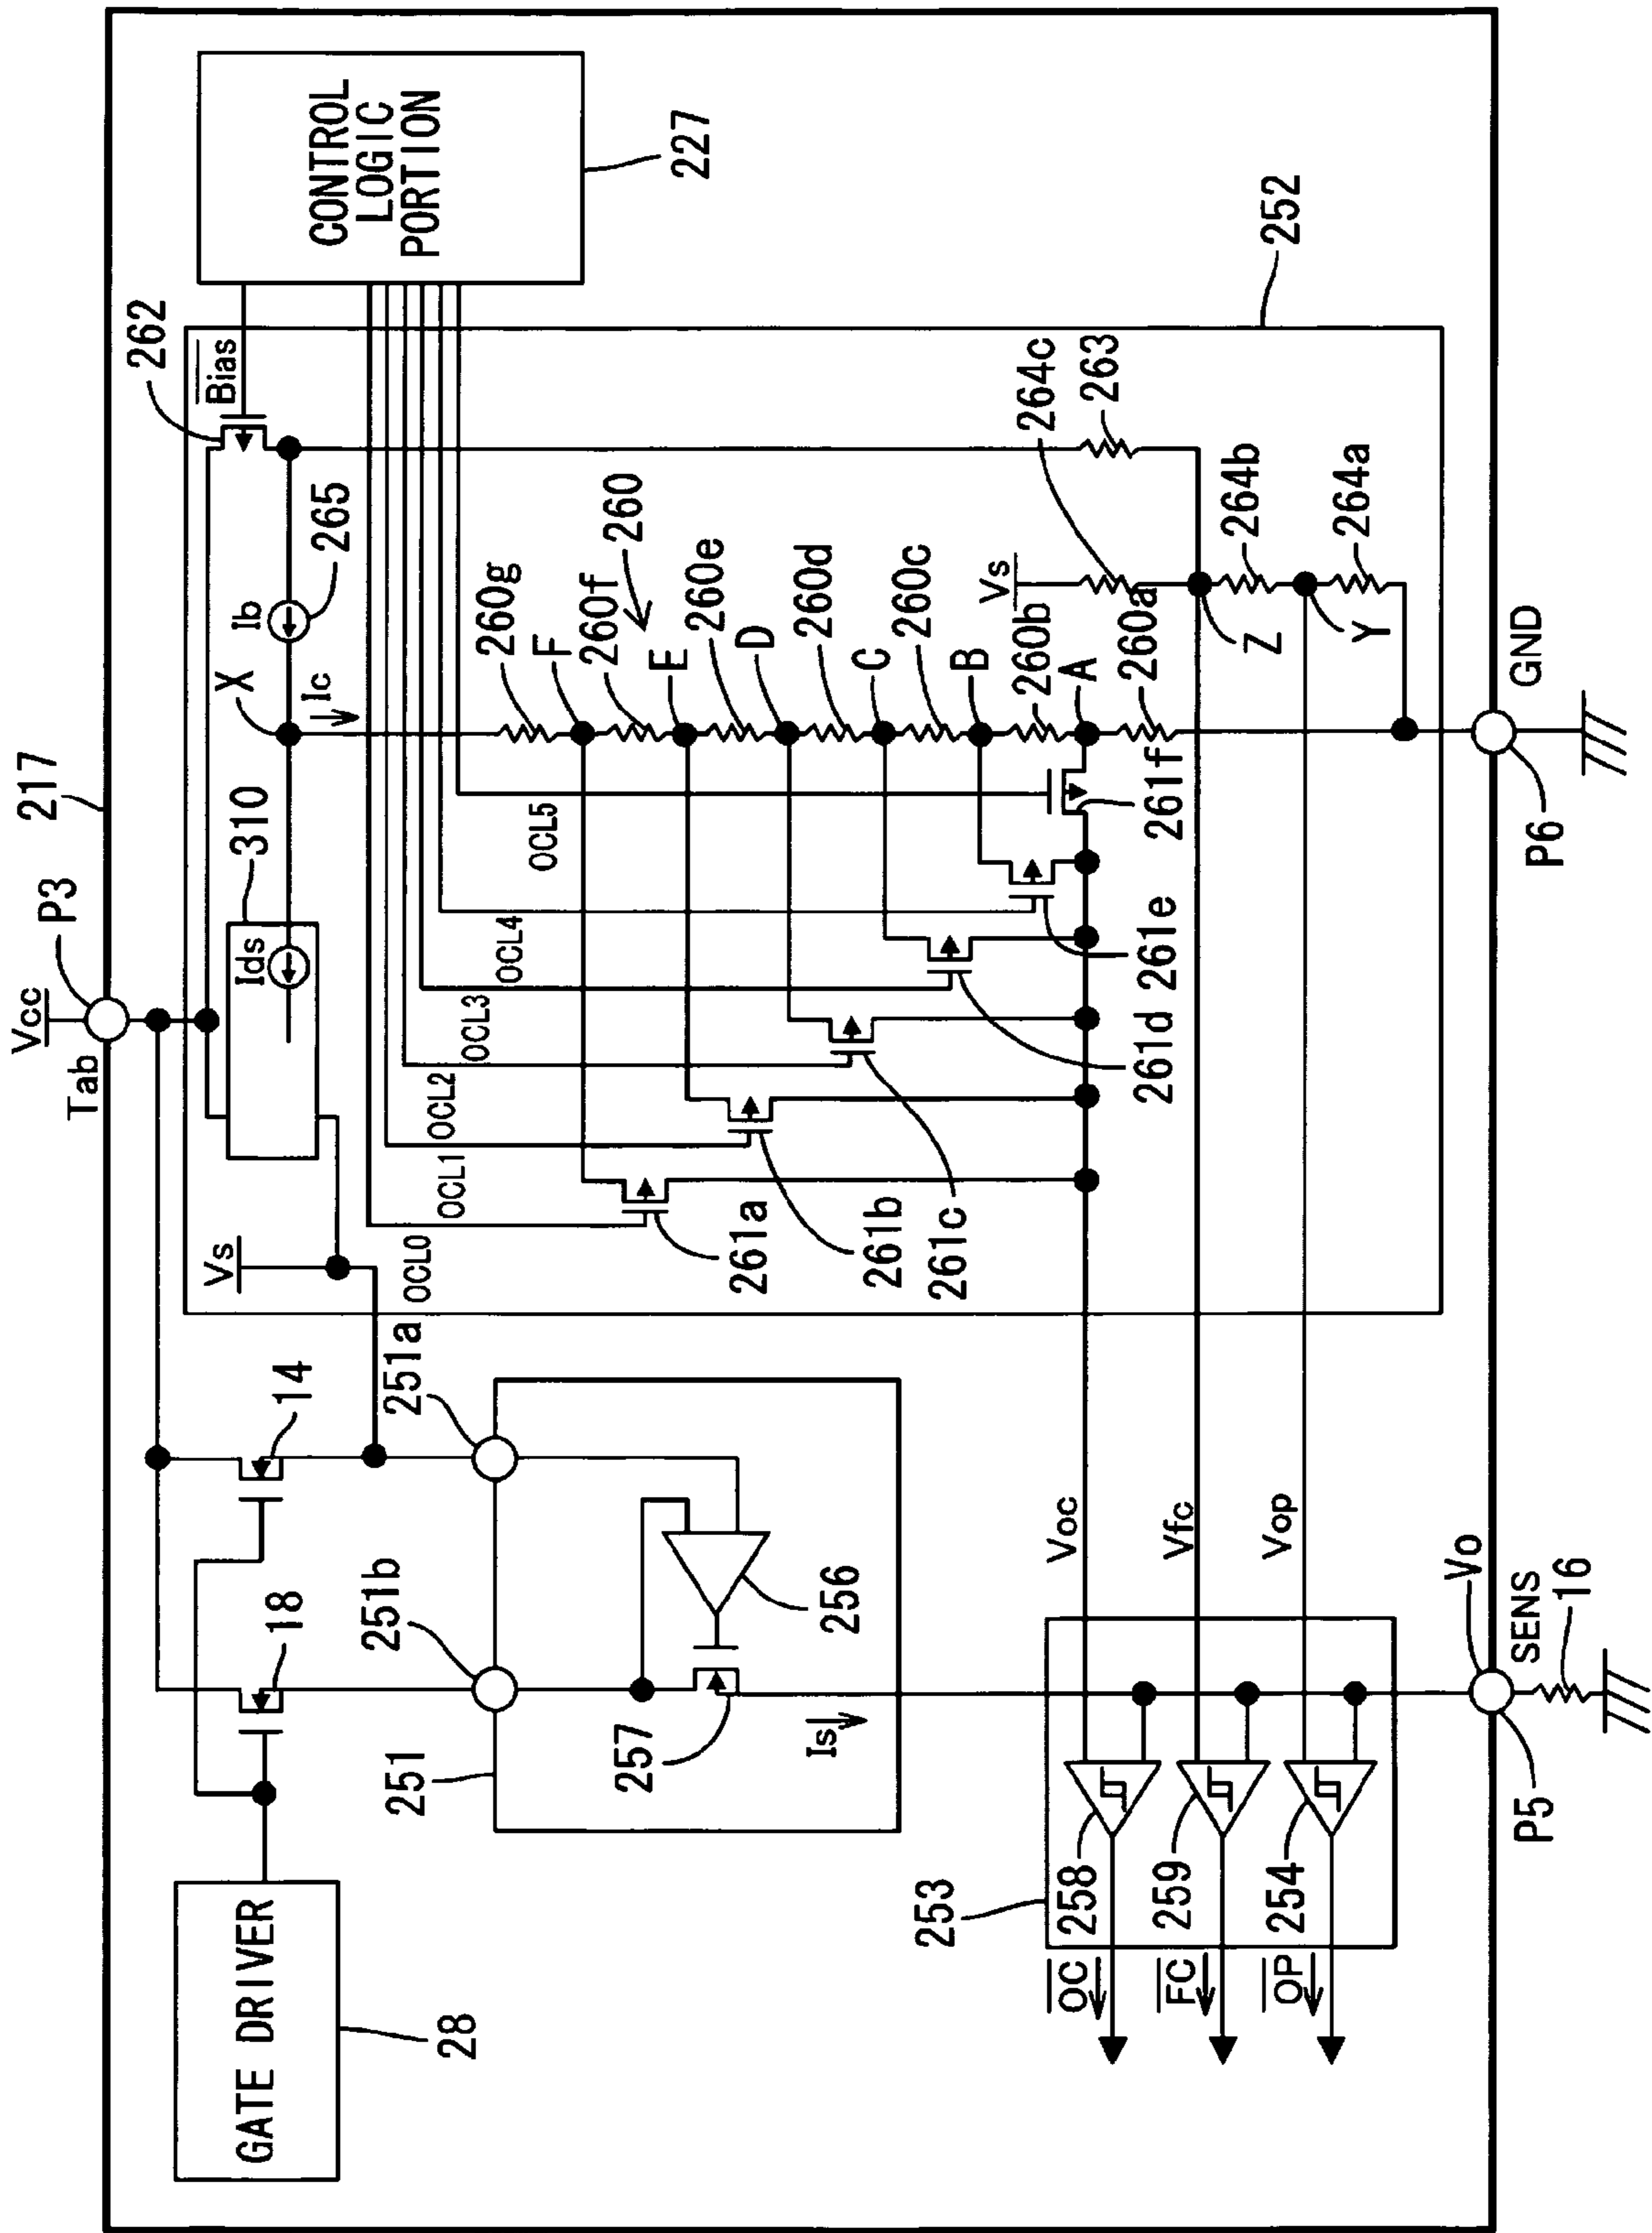 217
Vcc
P3
Tab
GATE DRIVER
28
18
14
251a
251b
251
256
257
Is
Vs
310
Ids
X
Ib
Ic
265
262
Bias
CONTROL
LOGIC
PORTION
227
252
OCL0
OCL1
OCL2
OCL3
OCL4
OCL5
260g
F
260f
260
E
260e
D
260d
C
260c
B
260b
A
260a
261a
261b
261c
261d
261e
261f
Vs
264c
263
264b
264a
Z
Y
Voc
Vfc
Vop
253
258
259
254
OC
FC
OP
Vo
SENS
16
P5
P6
GND